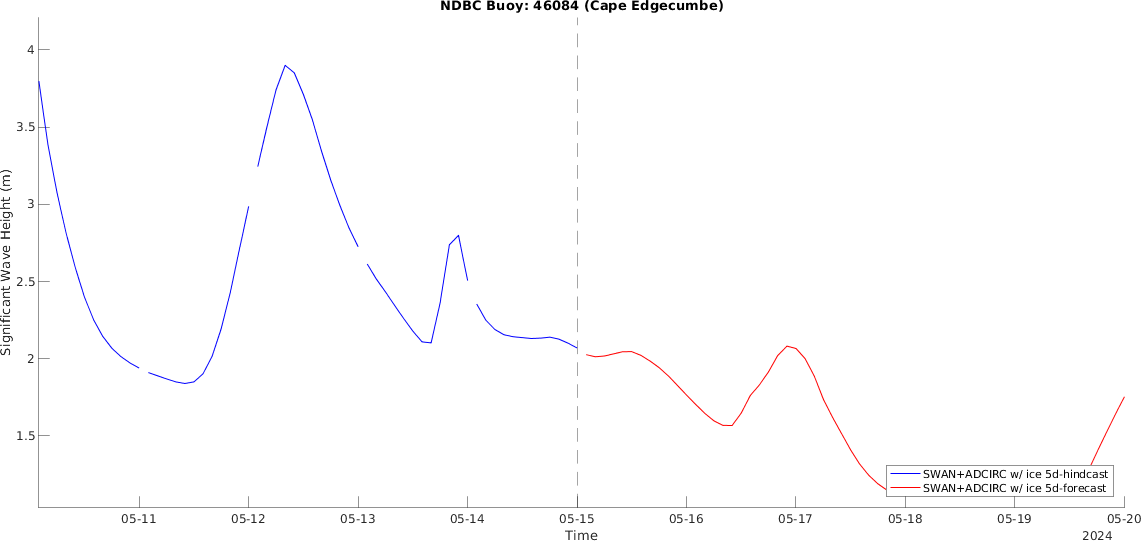 NDBC Buoy: 46084 (Cape Edgecumbe)
Significant Wave Height (m)
4
3.5
3
2.5
2
1.5
SWAN+ADCIRC w/ ice 5d-hindcast
SWAN+ADCIRC w/ ice 5d-forecast
05-11 05-12 05-13 05-14 05-15 05-16 05-17 05-18 05-19 05-20
Time
2024